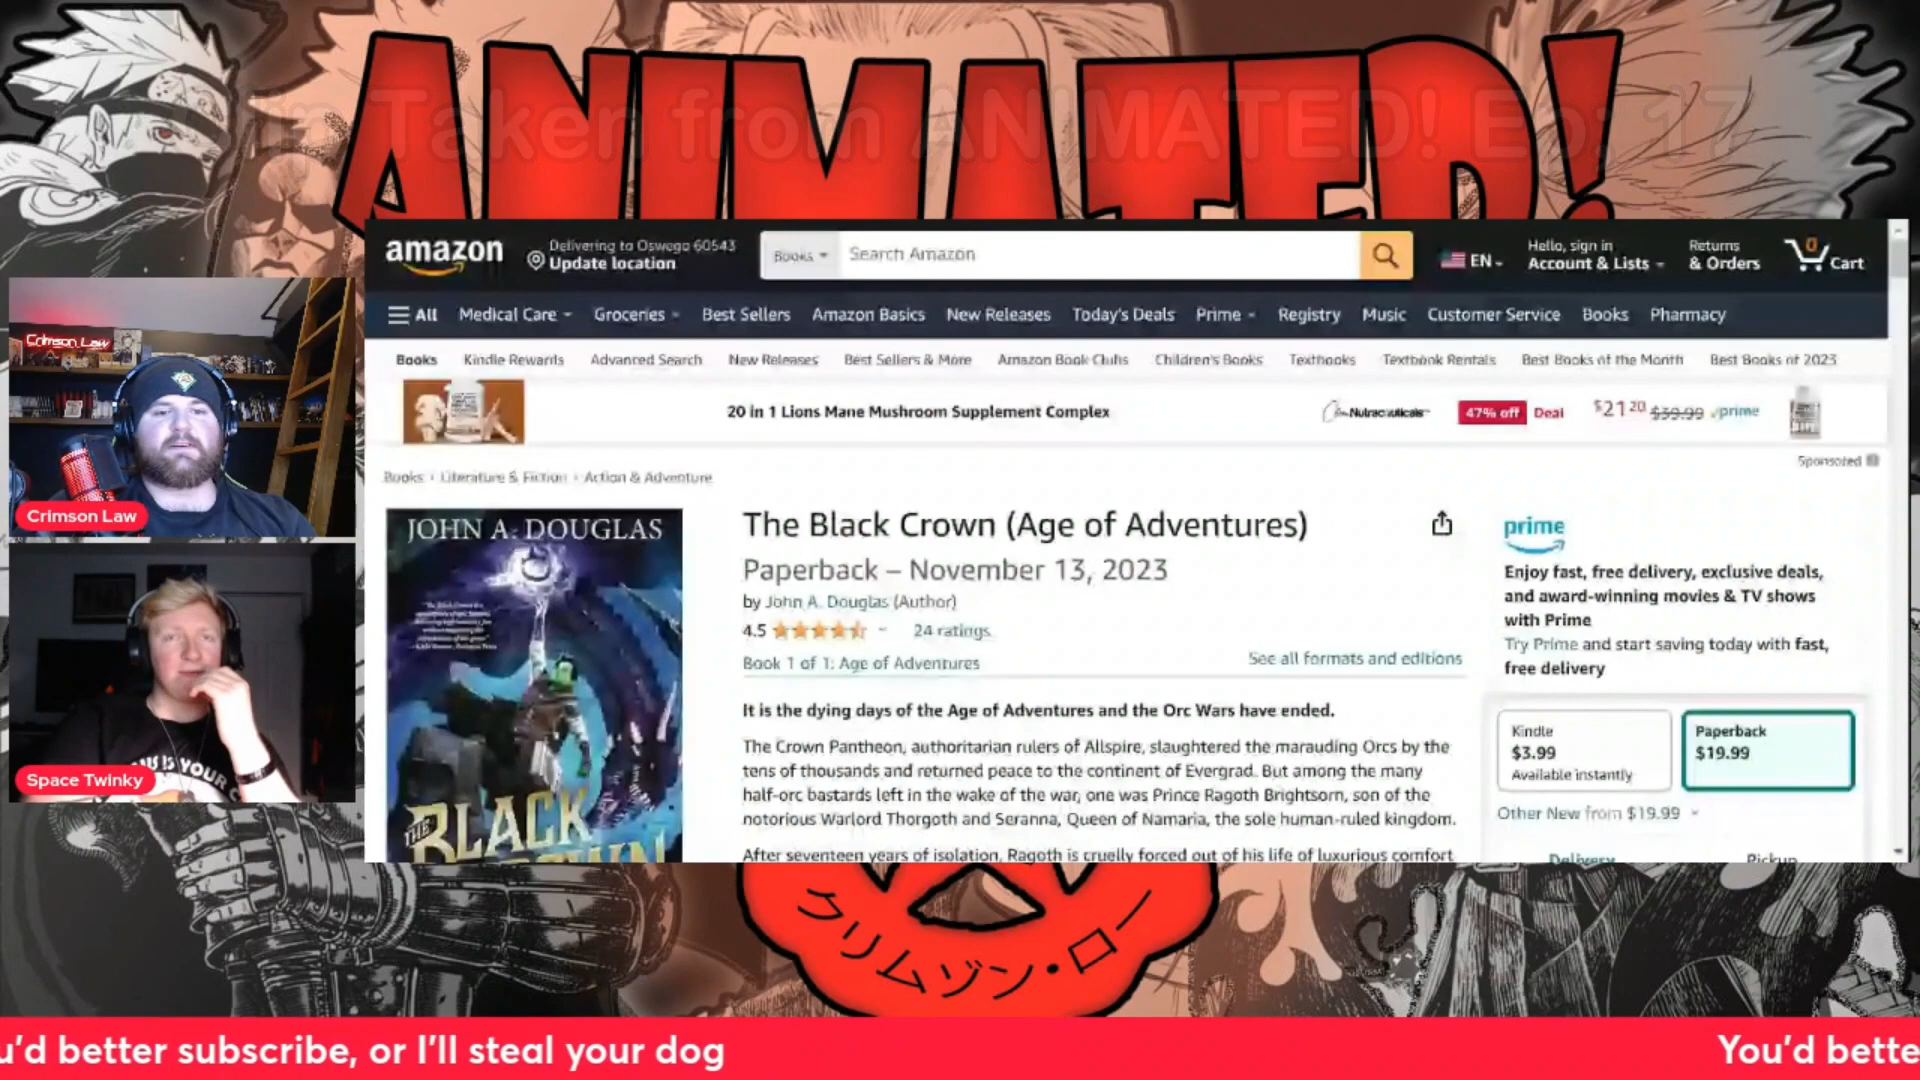 ANIMATED!
in Taken from ANIMATED! Ep: 17
amazon
Delivering to Oswego 60543
Update location
Books
Search Amazon
EN
Hello, sign in
Account & Lists
Returns
& Orders
0
Cart
All
Medical Care
Groceries
Best Sellers
Amazon Basics
New Releases
Today's Deals
Prime
Registry
Music
Customer Service
Books
Pharmacy
Books
Kindle Rewards
Advanced Search
New Releases
Best Sellers & More
Amazon Book Clubs
Children's Books
Textbooks
Textbook Rentals
Best Books of the Month
Best Books of 2023
20 in 1 Lions Mane Mushroom Supplement Complex
47% off
Deal
$21.20
$39.99
prime
Sponsored
Books › Literature & Fiction › Action & Adventure
Crimson Law
Crimson Law
Space Twinky
JOHN A. DOUGLAS
THE
BLACK
The Black Crown (Age of Adventures)
Paperback – November 13, 2023
by John A. Douglas (Author)
4.5
24 ratings
Book 1 of 1: Age of Adventures
See all formats and editions
It is the dying days of the Age of Adventures and the Orc Wars have ended.
The Crown Pantheon, authoritarian rulers of Allspire, slaughtered the marauding Orcs by the
tens of thousands and returned peace to the continent of Evergrad. But among the many
half-orc bastards left in the wake of the war, one was Prince Ragoth Brightsorn, son of the
notorious Warlord Thorgoth and Seranna, Queen of Namaria, the sole human-ruled kingdom.
After seventeen years of isolation, Ragoth is cruelly forced out of his life of luxurious comfort
prime
Enjoy fast, free delivery, exclusive deals,
and award-winning movies & TV shows
with Prime
Try Prime and start saving today with fast,
free delivery
Kindle
$3.99
Available instantly
Paperback
$19.99
Other New from $19.99
Delivery
Pickup
クリムゾン・ロー
u'd better subscribe, or I'll steal your dog
You'd bette